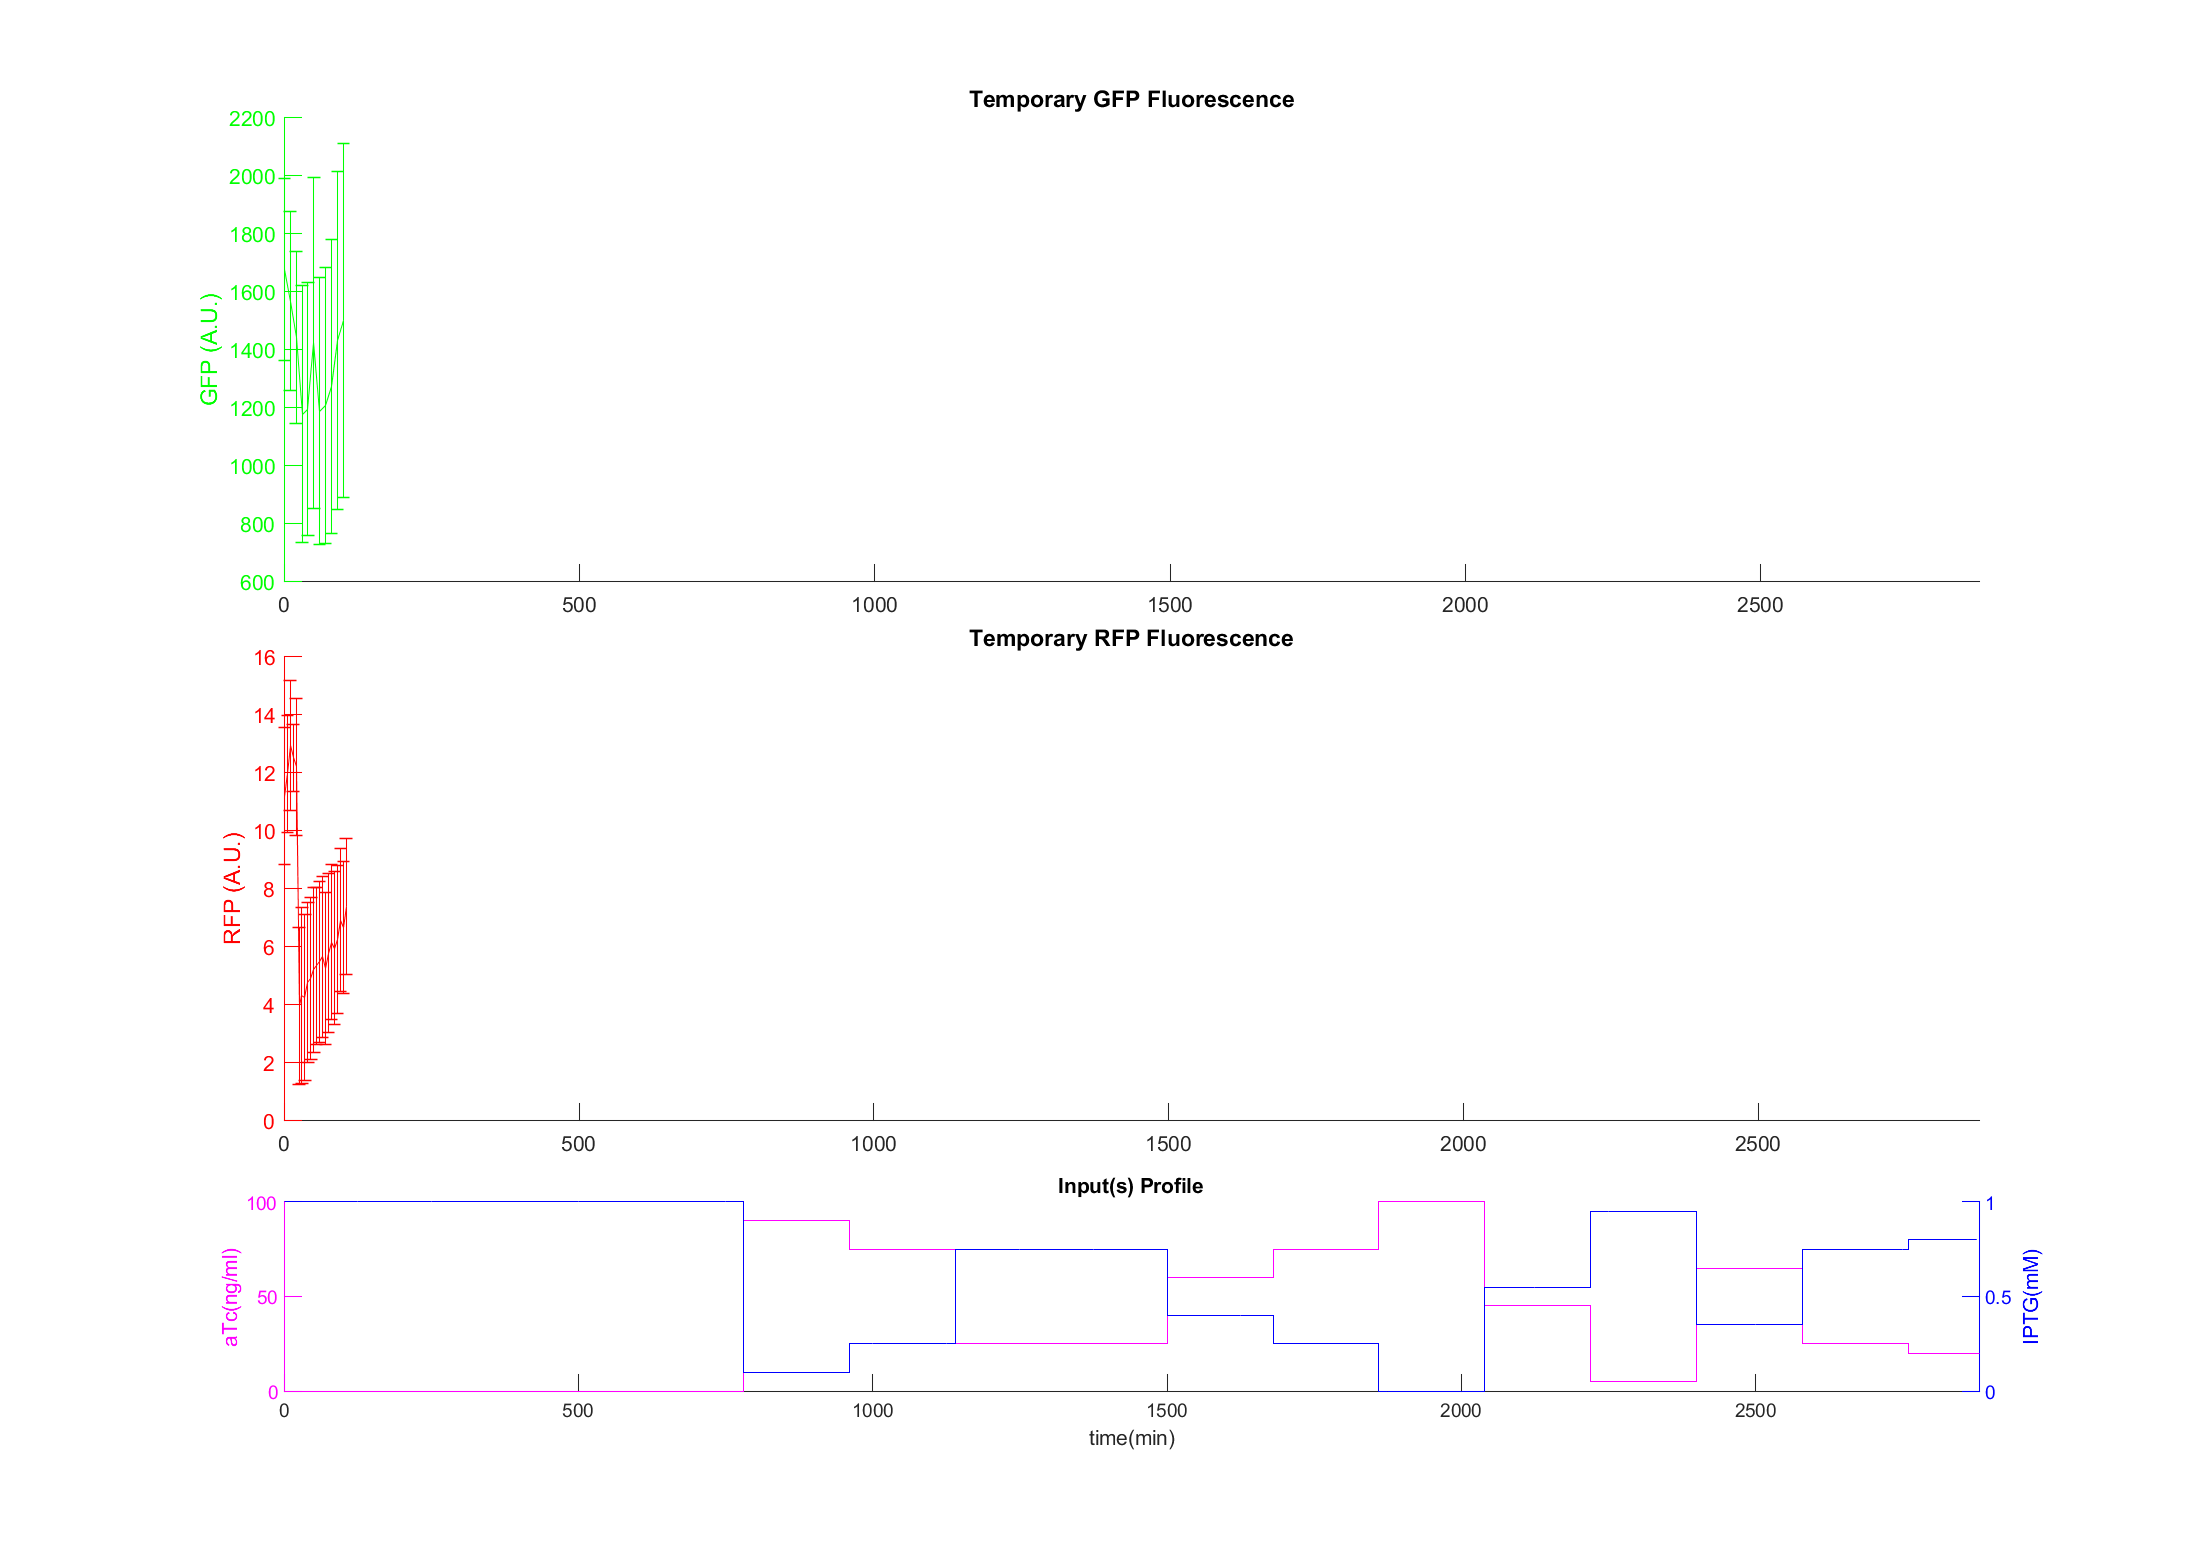 Temporary GFP Fluorescence
2200
2000
1800
1600
1400
1200
1000
800
600
GFP (A.U.)
0 500 1000 1500 2000 2500
Temporary RFP Fluorescence
16
14
12
10
8
6
4
2
0
RFP (A.U.)
0 500 1000 1500 2000 2500
Input(s) Profile
100
50
0
aTc(ng/ml)
1
0.5
0
IPTG(mM)
0 500 1000 1500 2000 2500
time(min)